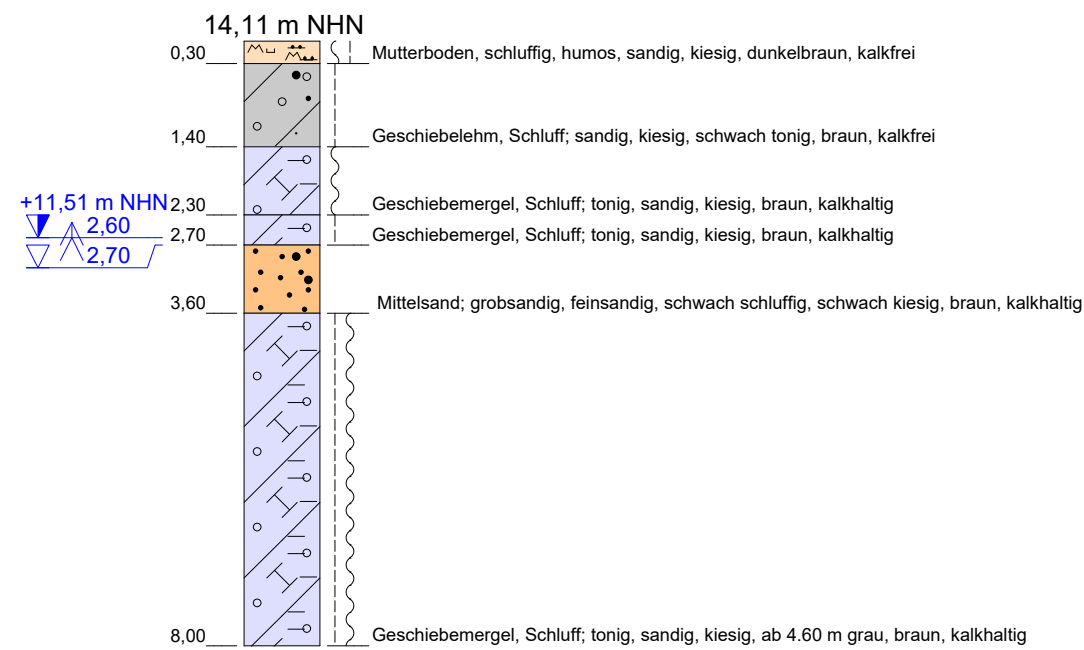 14,11 m NHN
0,30 Mutterboden, schluffig, humos, sandig, kiesig, dunkelbraun, kalkfrei
1,40 Geschiebelehm, Schluff; sandig, kiesig, schwach tonig, braun, kalkfrei
+11,51 m NHN 2,30 Geschiebemergel, Schluff; tonig, sandig, kiesig, braun, kalkhaltig
2,60
2,70 Geschiebemergel, Schluff; tonig, sandig, kiesig, braun, kalkhaltig
2,70
3,60 Mittelsand; grobsandig, feinsandig, schwach schluffig, schwach kiesig, braun, kalkhaltig
8,00 Geschiebemergel, Schluff; tonig, sandig, kiesig, ab 4.60 m grau, braun, kalkhaltig